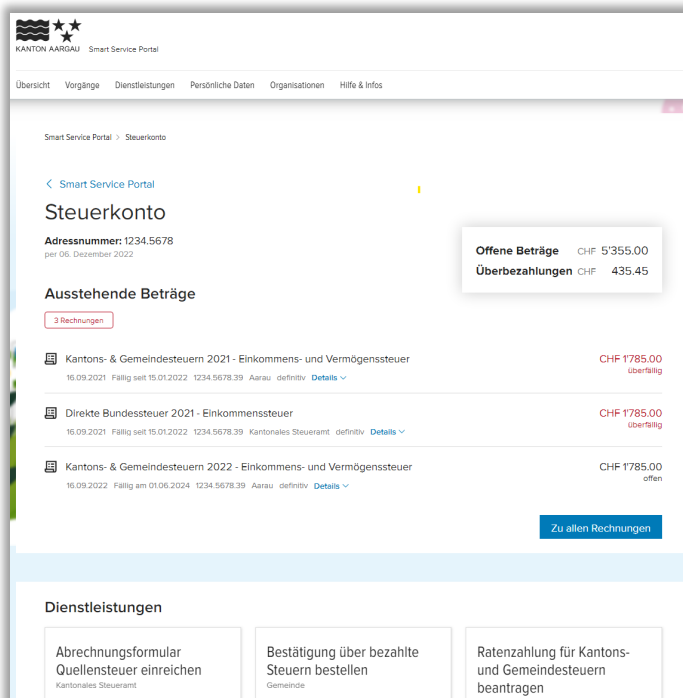 KANTON AARGAU Smart Service Portal
Übersicht Vorgänge Dienstleistungen Persönliche Daten Organisationen Hilfe & Infos
Smart Service Portal > Steuerkonto
< Smart Service Portal
Steuerkonto
Adressnummer: 1234.5678
per 06. Dezember 2022
Offene Beträge CHF 5'355.00
Überbezahlungen CHF 435.45
Ausstehende Beträge
3 Rechnungen
Kantons- & Gemeindesteuern 2021 - Einkommens- und Vermögenssteuer CHF 1'785.00
überfällig
16.09.2021 Fällig seit 15.01.2022 1234.5678.39 Aarau definitiv Details
Direkte Bundessteuer 2021 - Einkommenssteuer CHF 1'785.00
überfällig
16.09.2021 Fällig seit 15.01.2022 1234.5678.39 Kantonales Steueramt definitiv Details
Kantons- & Gemeindesteuern 2022 - Einkommens- und Vermögenssteuer CHF 1'785.00
offen
16.09.2022 Fällig am 01.06.2024 1234.5678.39 Aarau definitiv Details
Zu allen Rechnungen
Dienstleistungen
Abrechnungsformular
Quellensteuer einreichen
Kantonales Steueramt
Bestätigung über bezahlte
Steuern bestellen
Gemeinde
Ratenzahlung für Kantons-
und Gemeindesteuern
beantragen